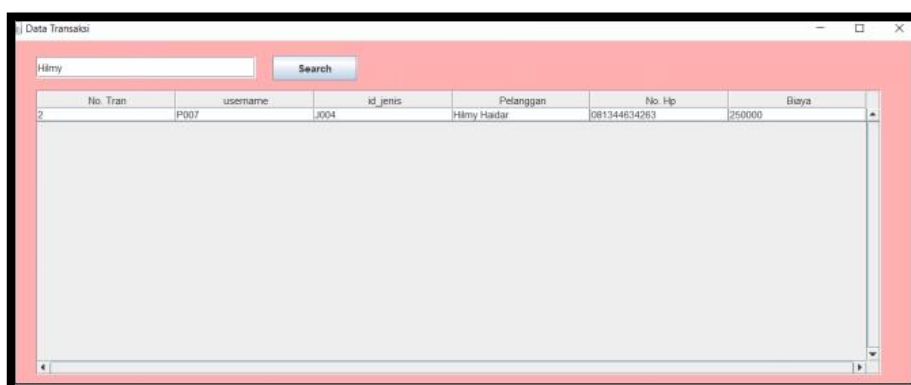 Data Transaksi
Hilmy Search
No. Tran username id_jenis Pelanggan No. Hp Biaya
2 P007 J004 Hilmy Haidar 081344634263 250000